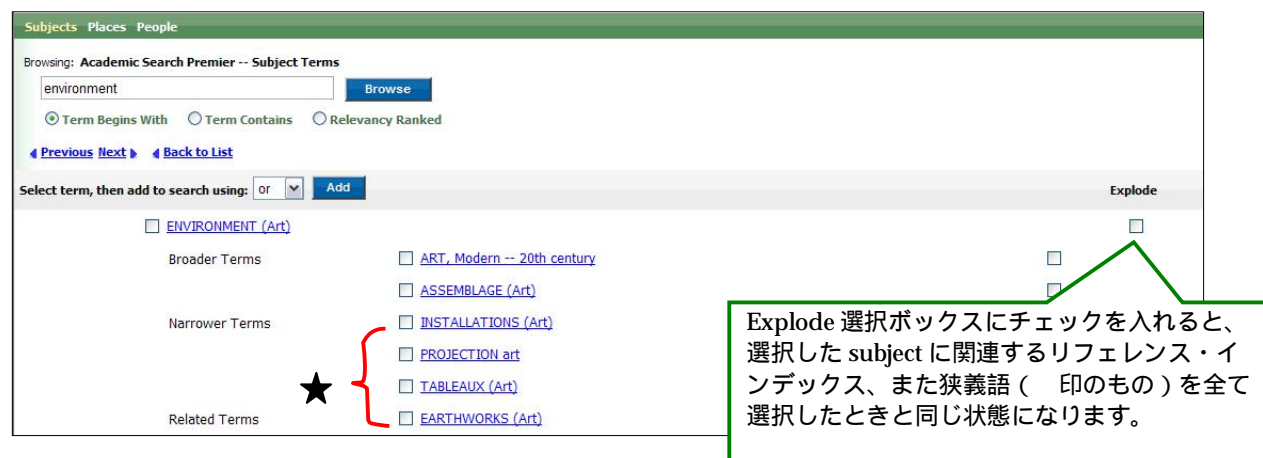 Subjects Places People
Browsing: Academic Search Premier -- Subject Terms
environment Browse
Term Begins With Term Contains Relevancy Ranked
Previous Next Back to List
Select term, then add to search using: or Add Explode
ENVIRONMENT (Art)
Broader Terms ART, Modern -- 20th century
ASSEMBLAGE (Art)
Narrower Terms INSTALLATIONS (Art)
PROJECTION art
★ TABLEAUX (Art)
Related Terms EARTHWORKS (Art)
Explode 選択ボックスにチェックを入れると、
選択した subject に関連するリフェレンス・イ
ンデックス、また狭義語 (　印のもの ) を全て
選択したときと同じ状態になります。